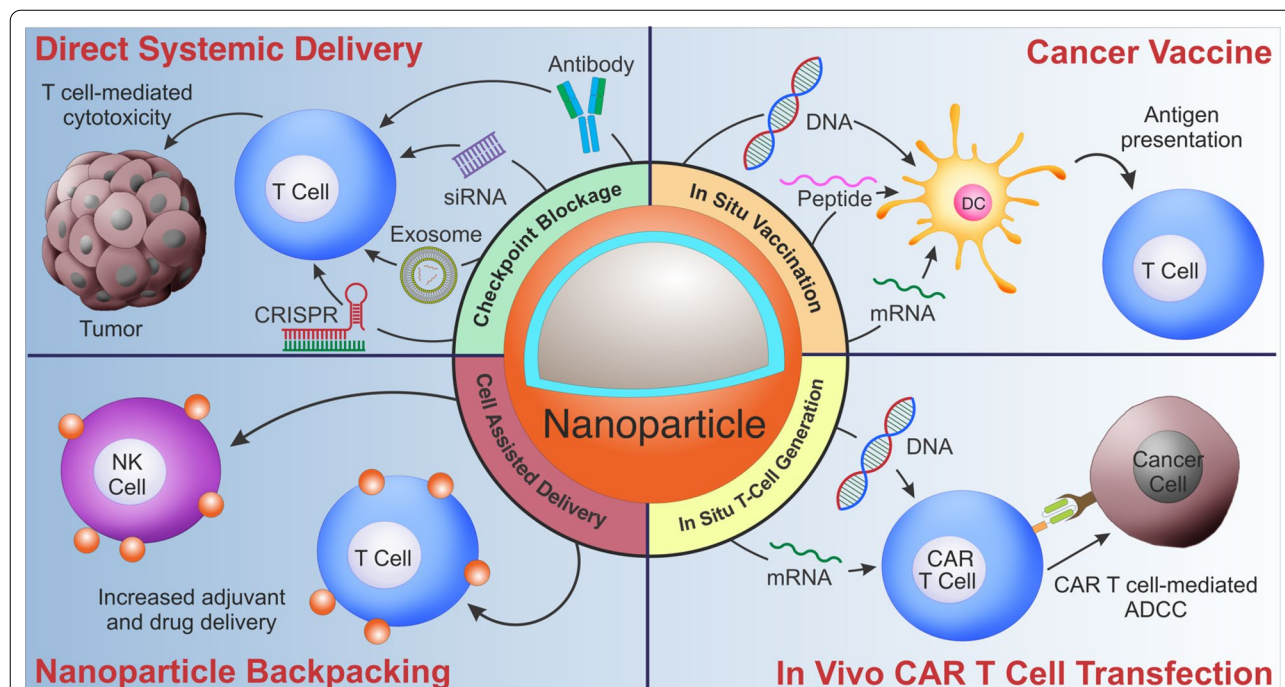 Direct Systemic Delivery
T cell-mediated
cytotoxicity
Antibody
T Cell
siRNA
Exosome
CRISPR
Tumor
Checkpoint Blockage
Cancer Vaccine
DNA
Peptide
mRNA
DC
Antigen
presentation
T Cell
In Situ Vaccination
Nanoparticle
Cell Assisted Delivery
NK
Cell
T Cell
Increased adjuvant
and drug delivery
Nanoparticle Backpacking
In Situ T-Cell Generation
DNA
mRNA
CAR
T Cell
Cancer
Cell
CAR T cell-mediated
ADCC
In Vivo CAR T Cell Transfection